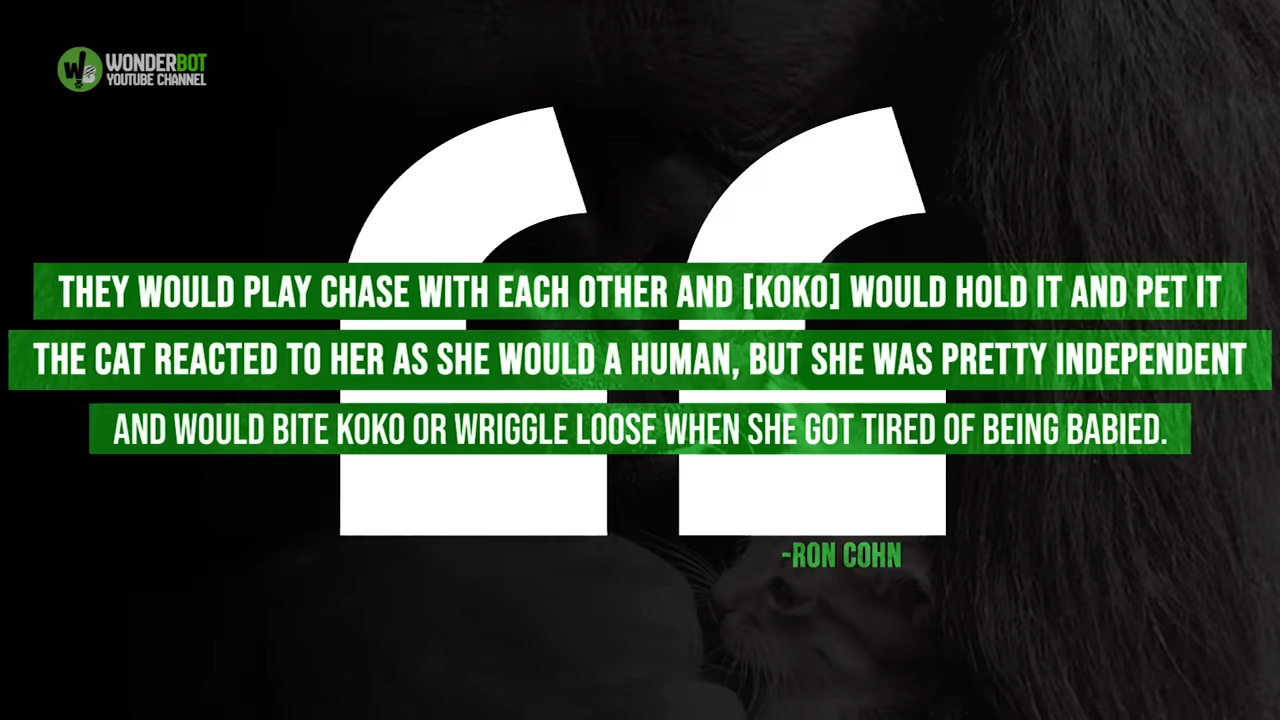 WONDERBOT
YOUTUBE CHANNEL
THEY WOULD PLAY CHASE WITH EACH OTHER AND [KOKO] WOULD HOLD IT AND PET IT
THE CAT REACTED TO HER AS SHE WOULD A HUMAN, BUT SHE WAS PRETTY INDEPENDENT
AND WOULD BITE KOKO OR WRIGGLE LOOSE WHEN SHE GOT TIRED OF BEING BABIED.
-RON COHN